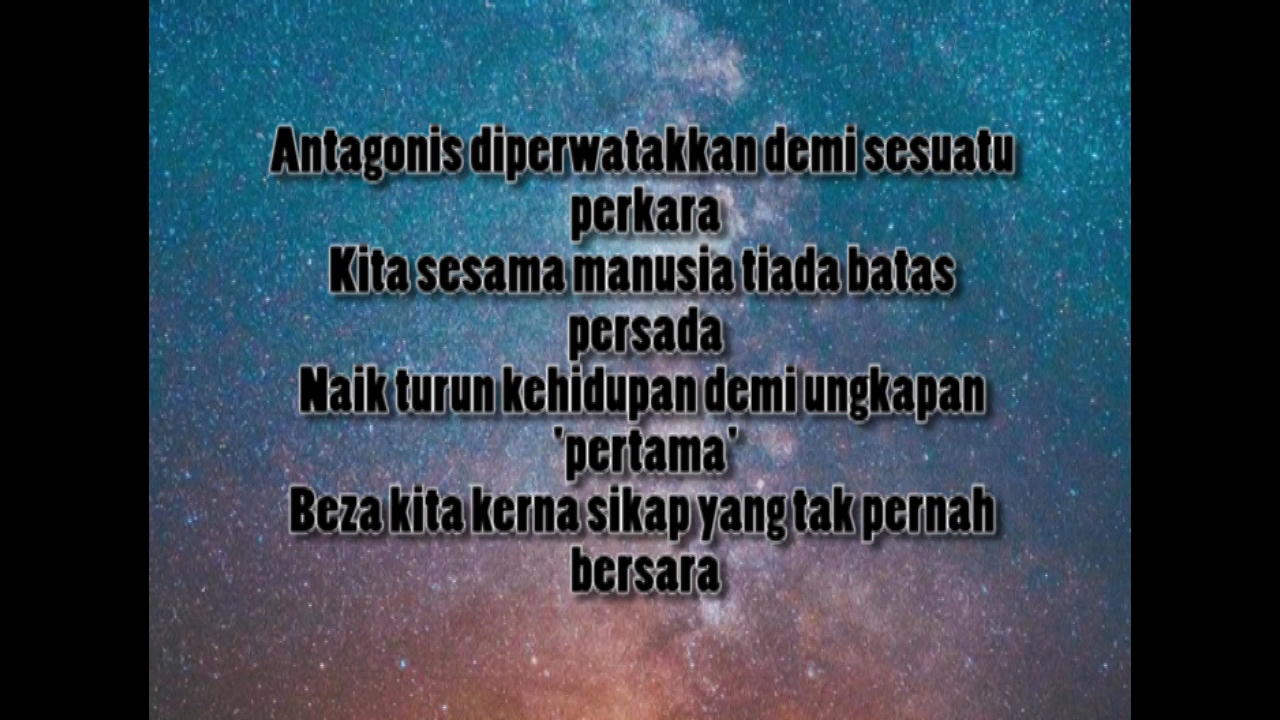 Antagonis diperwatakkan demi sesuatu
perkara
Kita sesama manusia tiada batas
persada
Naik turun kehidupan demi ungkapan
'pertama'
Beza kita kerna sikap yang tak pernah
bersara